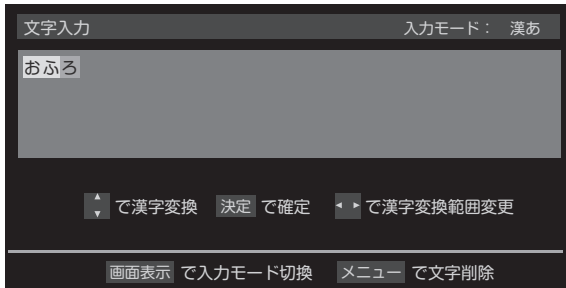 文字入力 入力モード： 漢あ
おふろ
で漢字変換 決定 で確定 で漢字変換範囲変更
画面表示 で入力モード切換 メニュー で文字削除